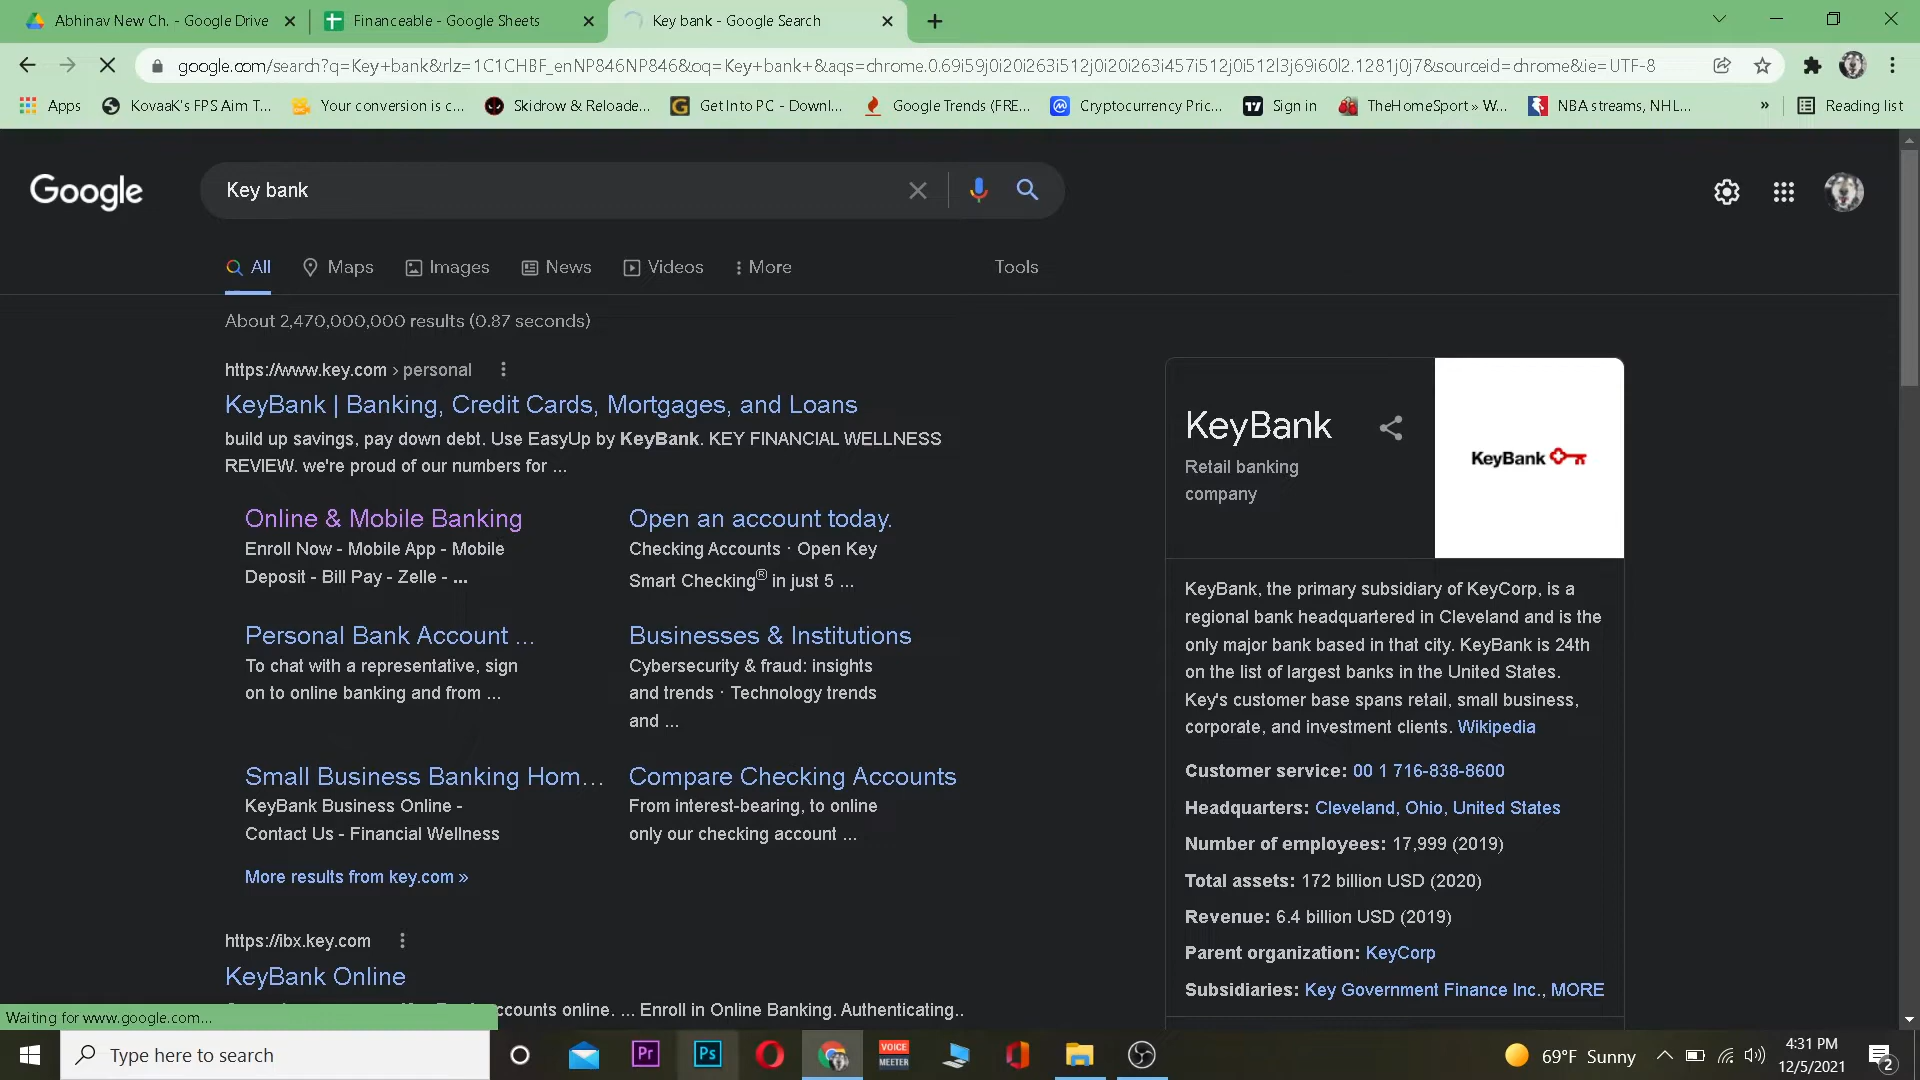 Abhinav New Ch. - Google Drive
Financeable - Google Sheets
Key bank - Google Search
google.com/search?q=Key+bank&rlz=1C1CHBF_enNP846NP846&oq=Key+bank+&aqs=chrome.0.69i59j0i20i263i512j0i20i263i457i512j0i512l3j69i60l2.1281j0j7&sourceid=chrome&ie=UTF-8
Apps
KovaaK's FPS Aim T...
Your conversion is c...
Skidrow & Reloade...
Get Into PC - Downl...
Google Trends (FRE...
Cryptocurrency Pric...
Sign in
TheHomeSport » W...
NBA streams, NHL...
»
Reading list
Google
Key bank
All
Maps
Images
News
Videos
More
Tools
About 2,470,000,000 results (0.87 seconds)
https://www.key.com › personal
KeyBank | Banking, Credit Cards, Mortgages, and Loans
build up savings, pay down debt. Use EasyUp by KeyBank. KEY FINANCIAL WELLNESS
REVIEW. we're proud of our numbers for ...
Online & Mobile Banking
Enroll Now - Mobile App - Mobile
Deposit - Bill Pay - Zelle - ...
Open an account today.
Checking Accounts · Open Key
Smart Checking® in just 5 ...
Personal Bank Account ...
To chat with a representative, sign
on to online banking and from ...
Businesses & Institutions
Cybersecurity & fraud: insights
and trends · Technology trends
and ...
Small Business Banking Hom...
KeyBank Business Online -
Contact Us - Financial Wellness
Compare Checking Accounts
From interest-bearing, to online
only our checking account ...
More results from key.com »
https://ibx.key.com
KeyBank Online
ccounts online. ... Enroll in Online Banking. Authenticating..
KeyBank
Retail banking
company
KeyBank
KeyBank, the primary subsidiary of KeyCorp, is a
regional bank headquartered in Cleveland and is the
only major bank based in that city. KeyBank is 24th
on the list of largest banks in the United States.
Key's customer base spans retail, small business,
corporate, and investment clients. Wikipedia
Customer service: 00 1 716-838-8600
Headquarters: Cleveland, Ohio, United States
Number of employees: 17,999 (2019)
Total assets: 172 billion USD (2020)
Revenue: 6.4 billion USD (2019)
Parent organization: KeyCorp
Subsidiaries: Key Government Finance Inc., MORE
Waiting for www.google.com...
Type here to search
Pr
Ps
VOICE
MEETER
69°F Sunny
4:31 PM
12/5/2021
2